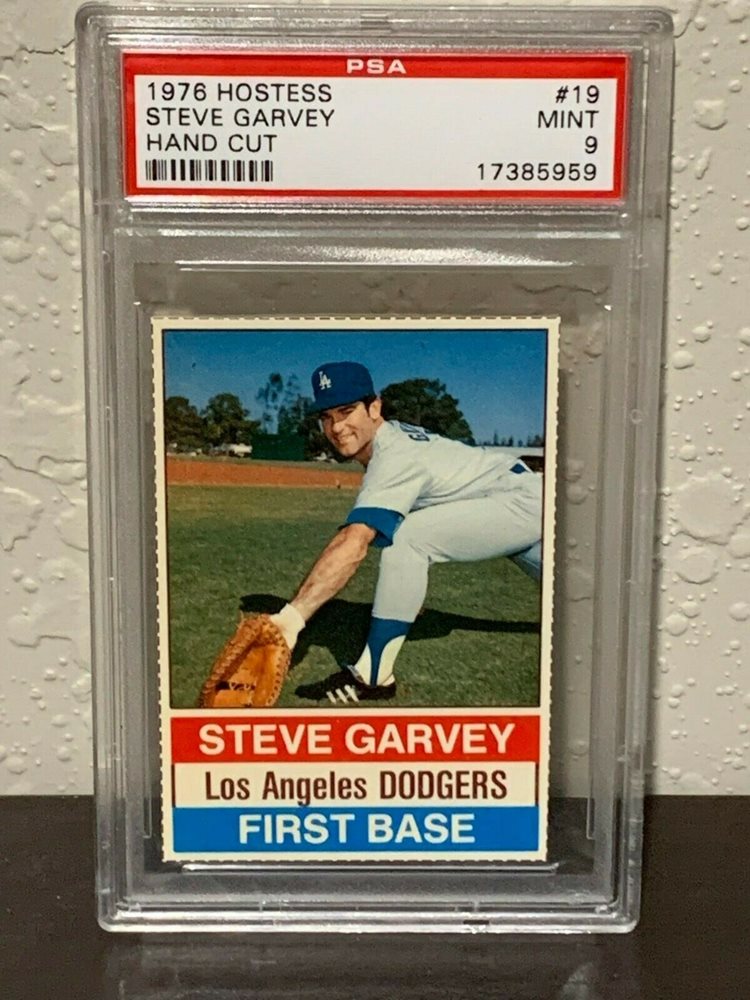 PSA
1976 HOSTESS #19
STEVE GARVEY MINT
HAND CUT 9
17385959
LA
STEVE GARVEY
Los Angeles DODGERS
FIRST BASE